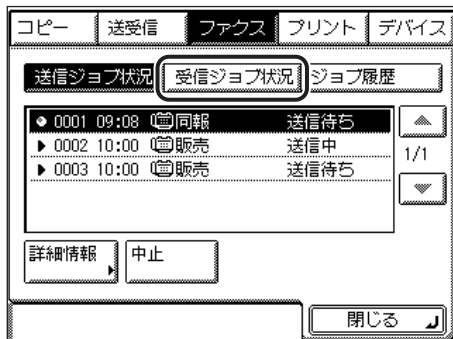 コピー 送受信 ファクス プリント デバイス
送信ジョブ状況 受信ジョブ状況 ジョブ履歴
0001 09:08 同報 送信待ち
0002 10:00 販売 送信中
0003 10:00 販売 送信待ち
1/1
詳細情報 中止
閉じる